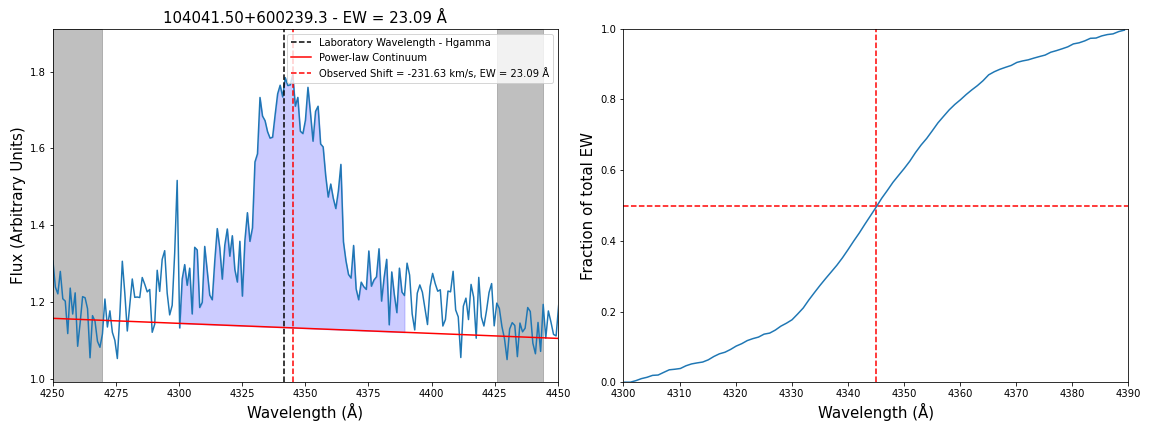 104041.50+600239.3 - EW = 23.09 Å
Laboratory Wavelength - Hgamma
Power-law Continuum
Observed Shift = -231.63 km/s, EW = 23.09 Å
Flux (Arbitrary Units)
1.8
1.6
1.4
1.2
1.0
4250 4275 4300 4325 4350 4375 4400 4425 4450
Wavelength (Å)
Fraction of total EW
1.0
0.8
0.6
0.4
0.2
0.0
4300 4310 4320 4330 4340 4350 4360 4370 4380 4390
Wavelength (Å)